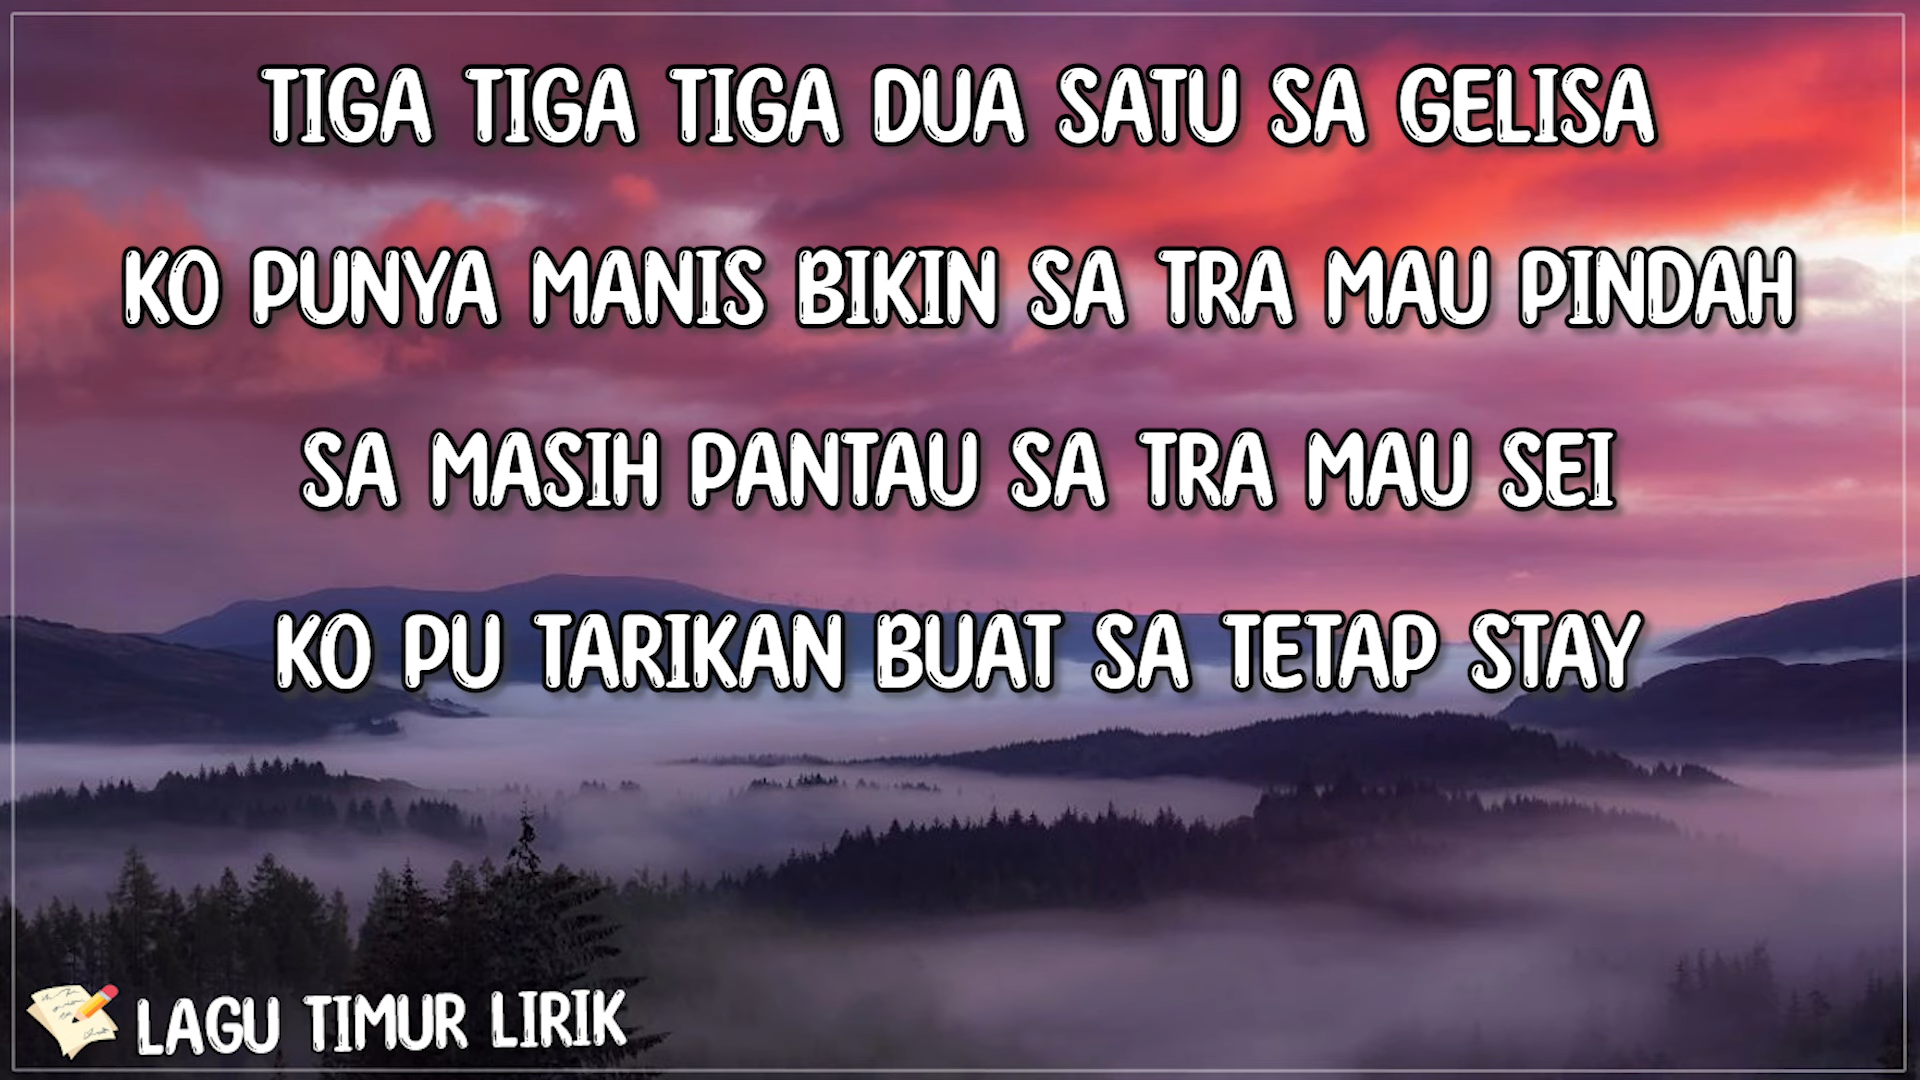 TIGA TIGA TIGA DUA SATU SA GELISA
KO PUNYA MANIS BIKIN SA TRA MAU PINDAH
SA MASIH PANTAU SA TRA MAU SEI
KO PU TARIKAN BUAT SA TETAP STAY
LAGU TIMUR LIRIK